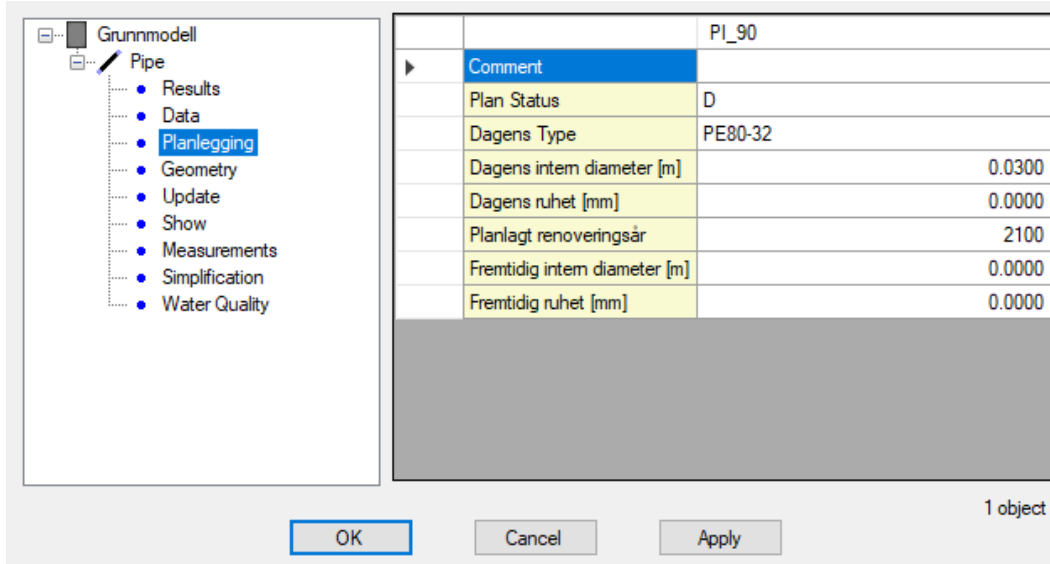 Grunnmodell
Pipe
Results
Data
Planlegging
Geometry
Update
Show
Measurements
Simplification
Water Quality
PI_90
Comment
Plan Status D
Dagens Type PE80-32
Dagens intern diameter [m] 0.0300
Dagens ruhet [mm] 0.0000
Planlagt renoveringsår 2100
Fremtidig intern diameter [m] 0.0000
Fremtidig ruhet [mm] 0.0000
1 object
OK Cancel Apply